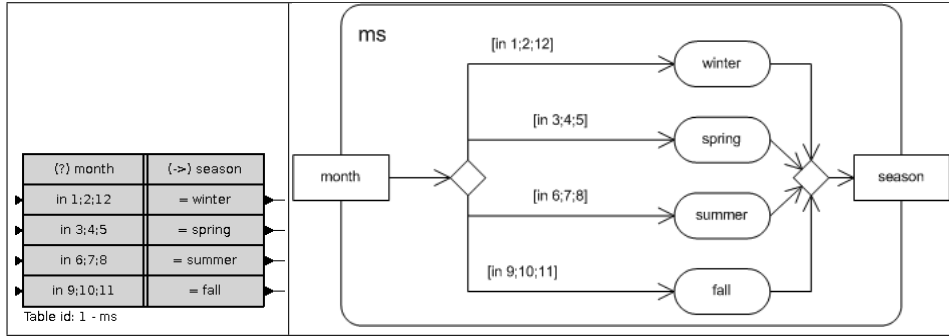 (?) month (->) season
in 1;2;12 = winter
in 3;4;5 = spring
in 6;7;8 = summer
in 9;10;11 = fall
Table id: 1 - ms
ms
[in 1;2;12]
winter
[in 3;4;5]
spring
month
season
[in 6;7;8]
summer
[in 9;10;11]
fall